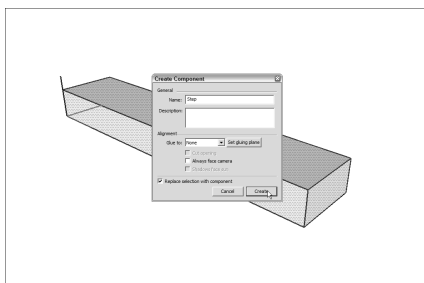 Create Component
General
Name: Step
Description:
Alignment
Glue to: None Set gluing plane
Cut opening
Always face camera
Shadows face sun
Replace selection with component
Cancel Create